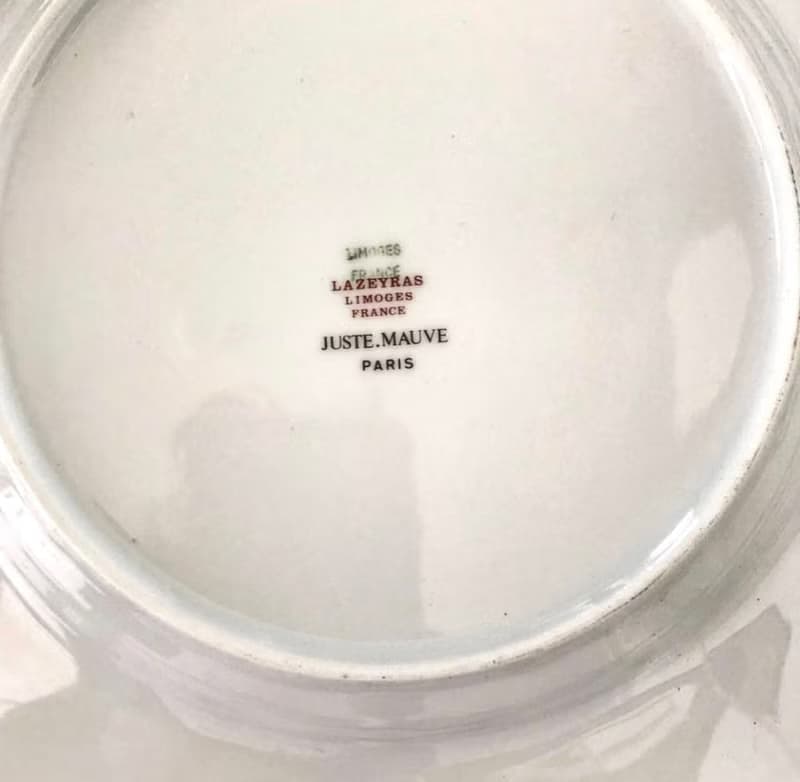 LIMOGES
FRANCE
LAZEYRAS
LIMOGES
FRANCE
JUSTE.MAUVE
PARIS